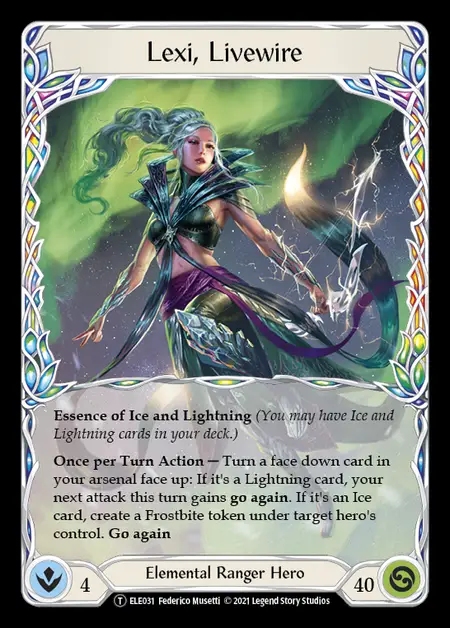 Lexi, Livewire
Essence of Ice and Lightning (You may have Ice and
Lightning cards in your deck.)
Once per Turn Action — Turn a face down card in
your arsenal face up: If it's a Lightning card, your
next attack this turn gains go again. If it's an Ice
card, create a Frostbite token under target hero's
control. Go again
4
Elemental Ranger Hero
40
T ELE031 Federico Musetti © 2021 Legend Story Studios